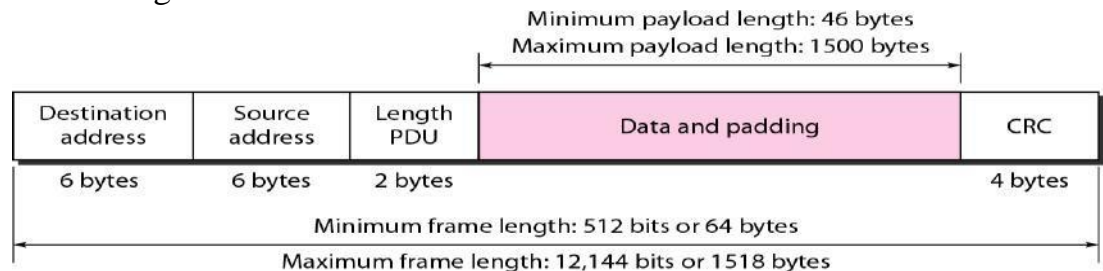 Minimum payload length: 46 bytes
Maximum payload length: 1500 bytes
Destination address
Source address
Length PDU
Data and padding
CRC
6 bytes
6 bytes
2 bytes
4 bytes
Minimum frame length: 512 bits or 64 bytes
Maximum frame length: 12,144 bits or 1518 bytes